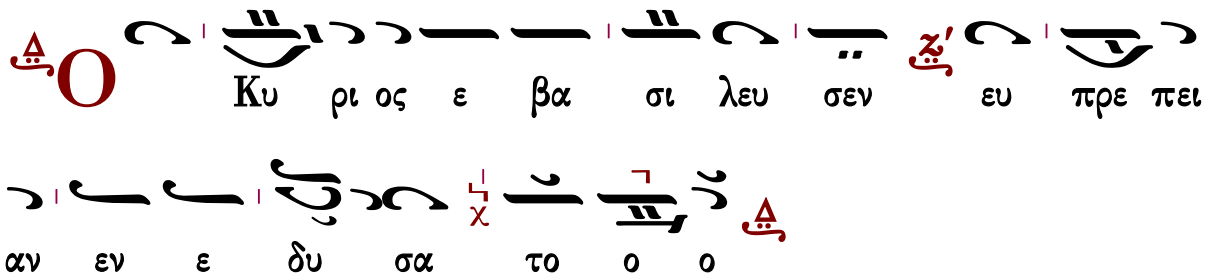 Ο Κυ ρι ος ε βα σι λευ σεν ευ πρε πει
αν εν ε δυ σα το ο ο